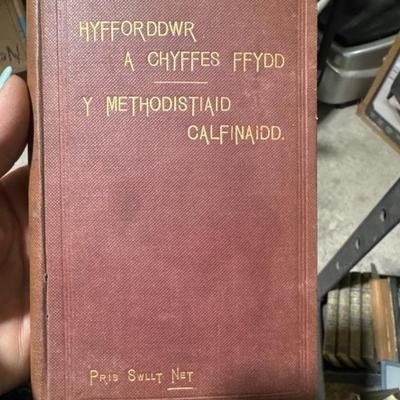 HYFFORDDWR
A CHYFFES FFYDD
Y METHODISTIAID
CALFINAIDD.
PRIS SWLLT NET